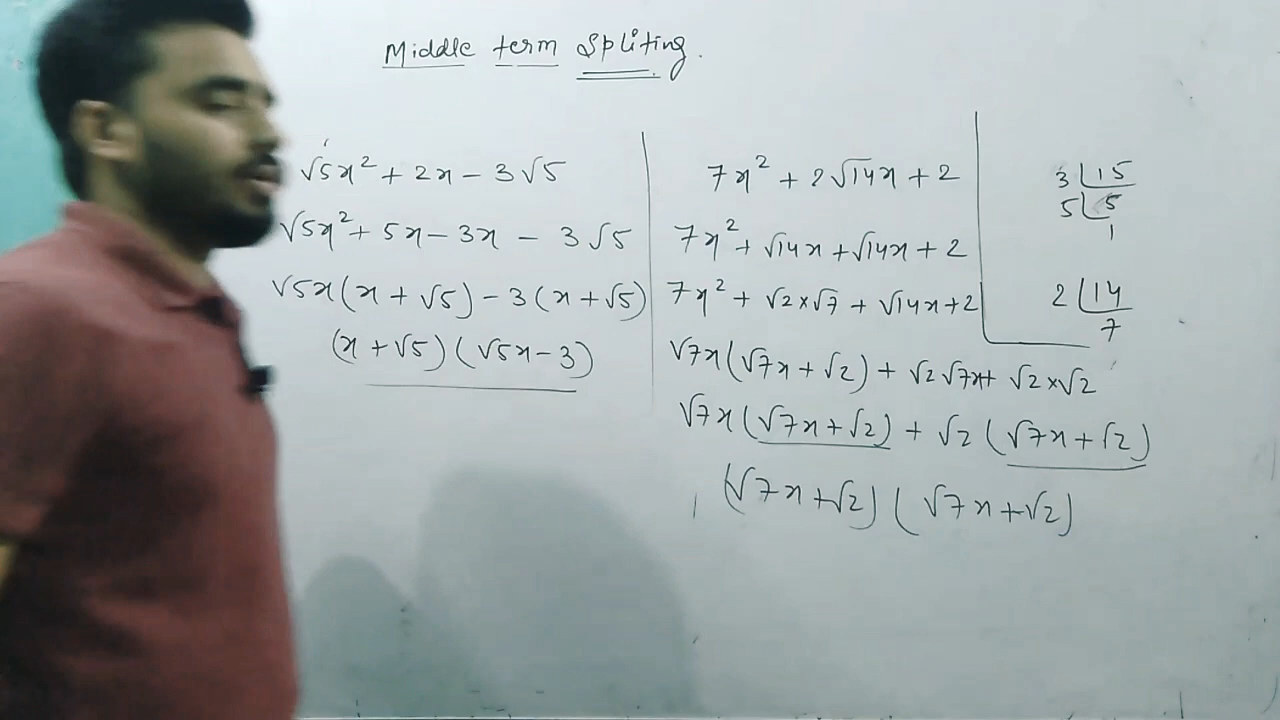 Middle term Spliting.
√5x² + 2x - 3√5
√5x² + 5x - 3x - 3√5
√5x(x + √5) - 3(x + √5)
(x + √5) (√5x - 3)
7x² + 2√14x + 2
7x² + √14x + √14x + 2
7x² + √2×√7 + √14x + 2
√7x(√7x + √2) + √2√7x + √2×√2
√7x(√7x + √2) + √2(√7x + √2)
(√7x + √2) (√7x + √2)
3 15
5 5
1
2 14
7